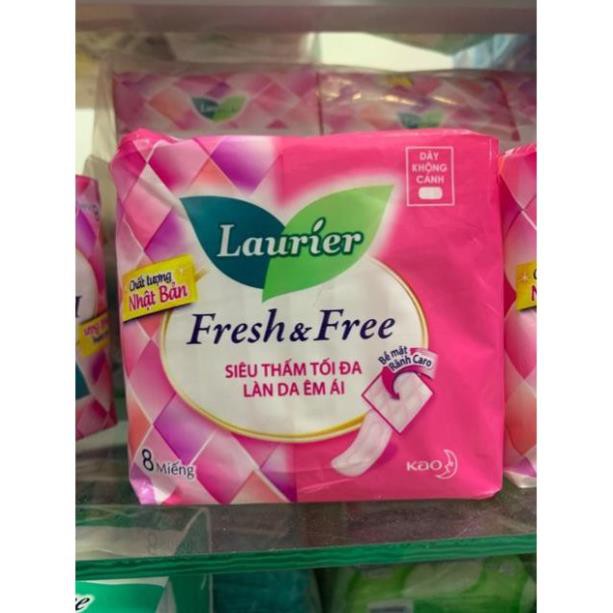 Laurier
DÀY
KHÔNG
CÁNH
Laurier
Chất lượng
Nhật Bản
Fresh & Free
SIÊU THẤM TỐI ĐA
LÀN DA ÊM ÁI
Bề mặt
Rãnh Caro
8 Miếng
Kao